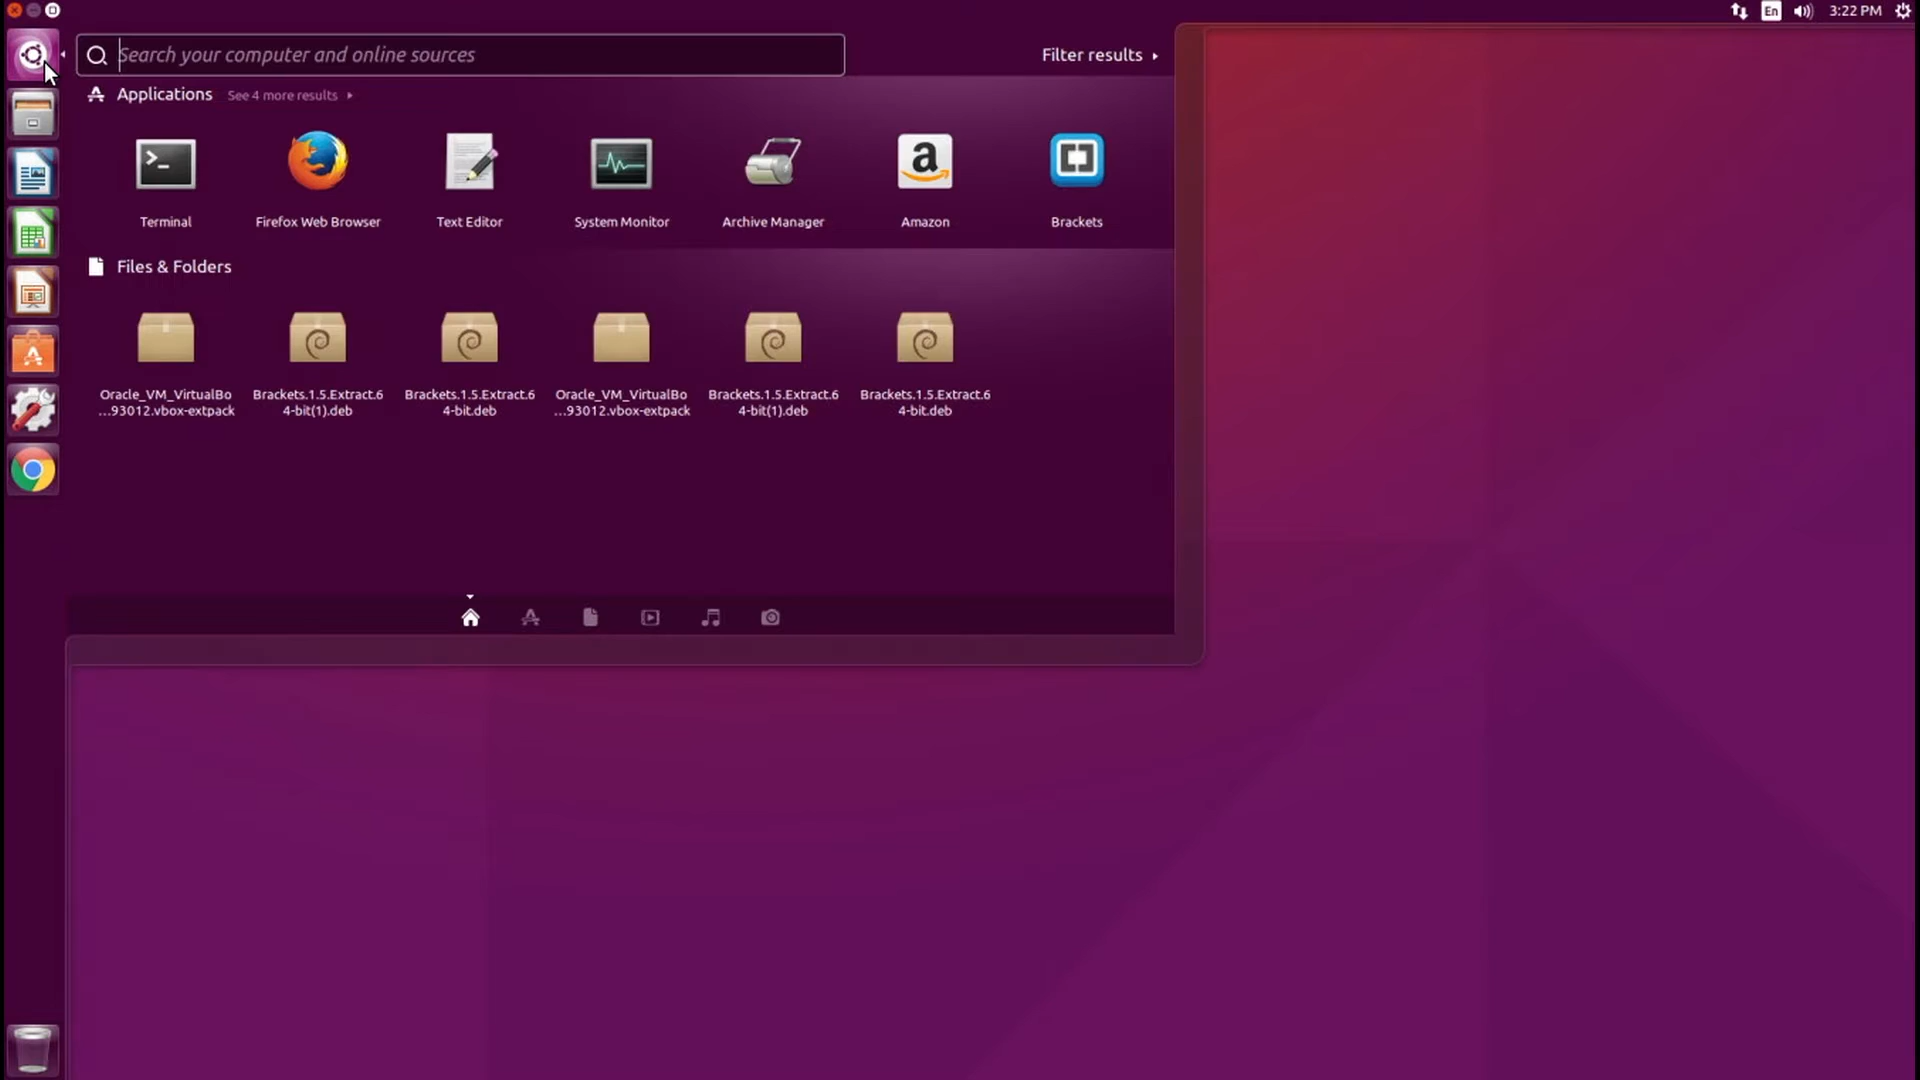 En
3:22 PM
Search your computer and online sources
Filter results
Applications See 4 more results
Terminal
Firefox Web Browser
Text Editor
System Monitor
Archive Manager
Amazon
Brackets
Files & Folders
Oracle_VM_VirtualBo
...93012.vbox-extpack
Brackets.1.5.Extract.6
4-bit(1).deb
Brackets.1.5.Extract.6
4-bit.deb
Oracle_VM_VirtualBo
...93012.vbox-extpack
Brackets.1.5.Extract.6
4-bit(1).deb
Brackets.1.5.Extract.6
4-bit.deb